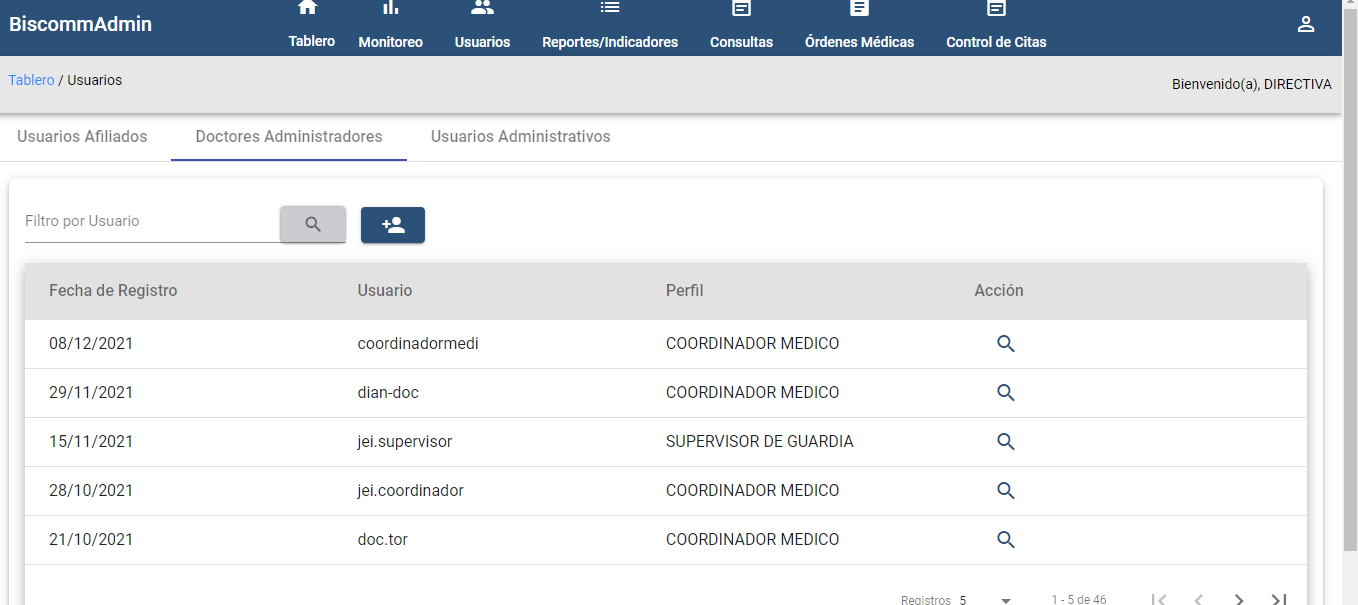 BiscommAdmin
Tablero Monitoreo Usuarios Reportes/Indicadores Consultas Órdenes Médicas Control de Citas
Tablero / Usuarios
Bienvenido(a), DIRECTIVA
Usuarios Afiliados Doctores Administradores Usuarios Administrativos
Filtro por Usuario
Fecha de Registro Usuario Perfil Acción
08/12/2021 coordinadormedi COORDINADOR MEDICO
29/11/2021 dian-doc COORDINADOR MEDICO
15/11/2021 jei.supervisor SUPERVISOR DE GUARDIA
28/10/2021 jei.coordinador COORDINADOR MEDICO
21/10/2021 doc.tor COORDINADOR MEDICO
Registros 5 1 - 5 de 46